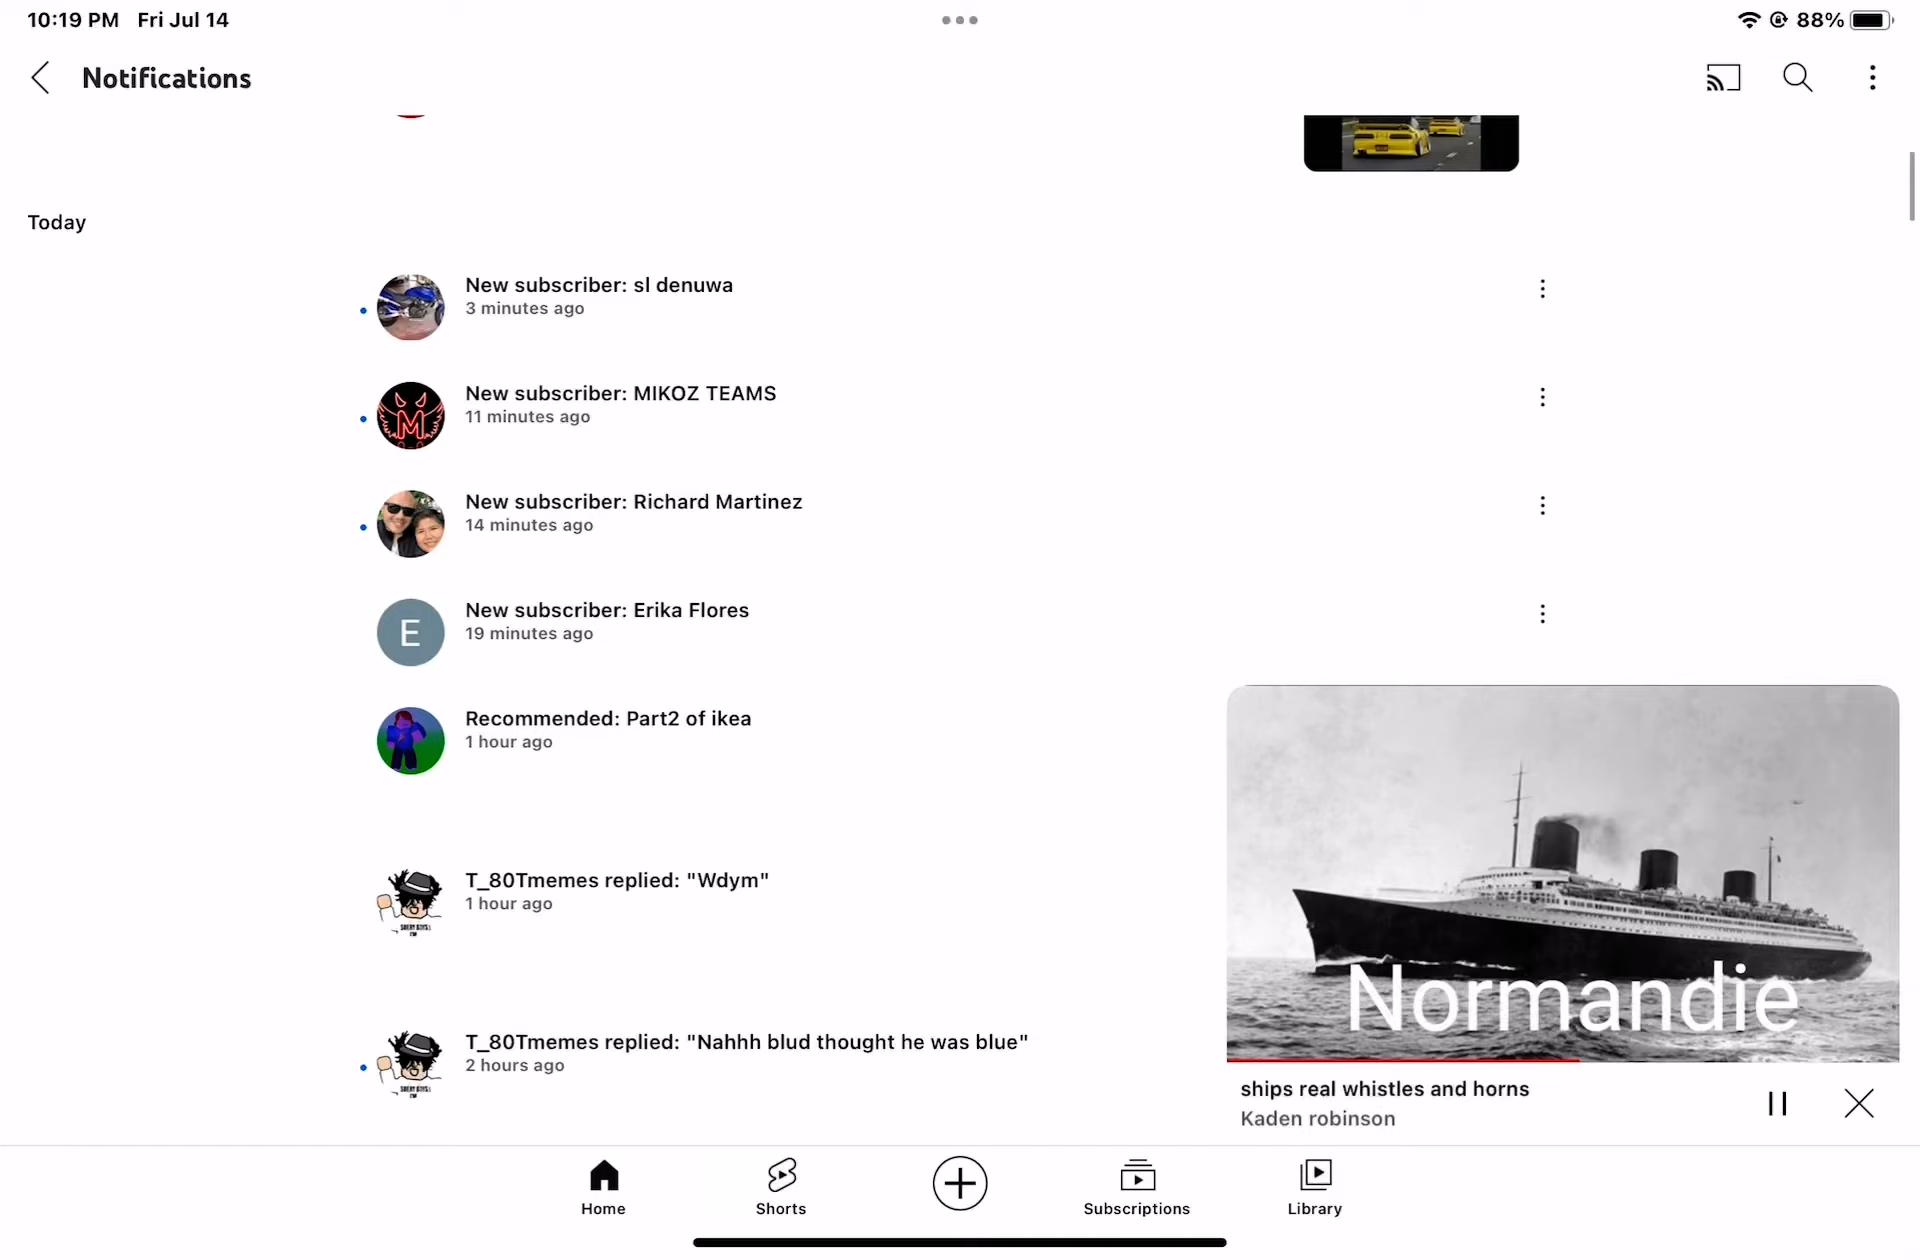 10:19 PM Fri Jul 14
88%
Notifications
Today
New subscriber: sl denuwa
3 minutes ago
M
New subscriber: MIKOZ TEAMS
11 minutes ago
New subscriber: Richard Martinez
14 minutes ago
E
New subscriber: Erika Flores
19 minutes ago
Recommended: Part2 of ikea
1 hour ago
T_80Tmemes replied: "Wdym"
1 hour ago
T_80Tmemes replied: "Nahhh blud thought he was blue"
2 hours ago
Normandie
ships real whistles and horns
Kaden robinson
Home
Shorts
Subscriptions
Library